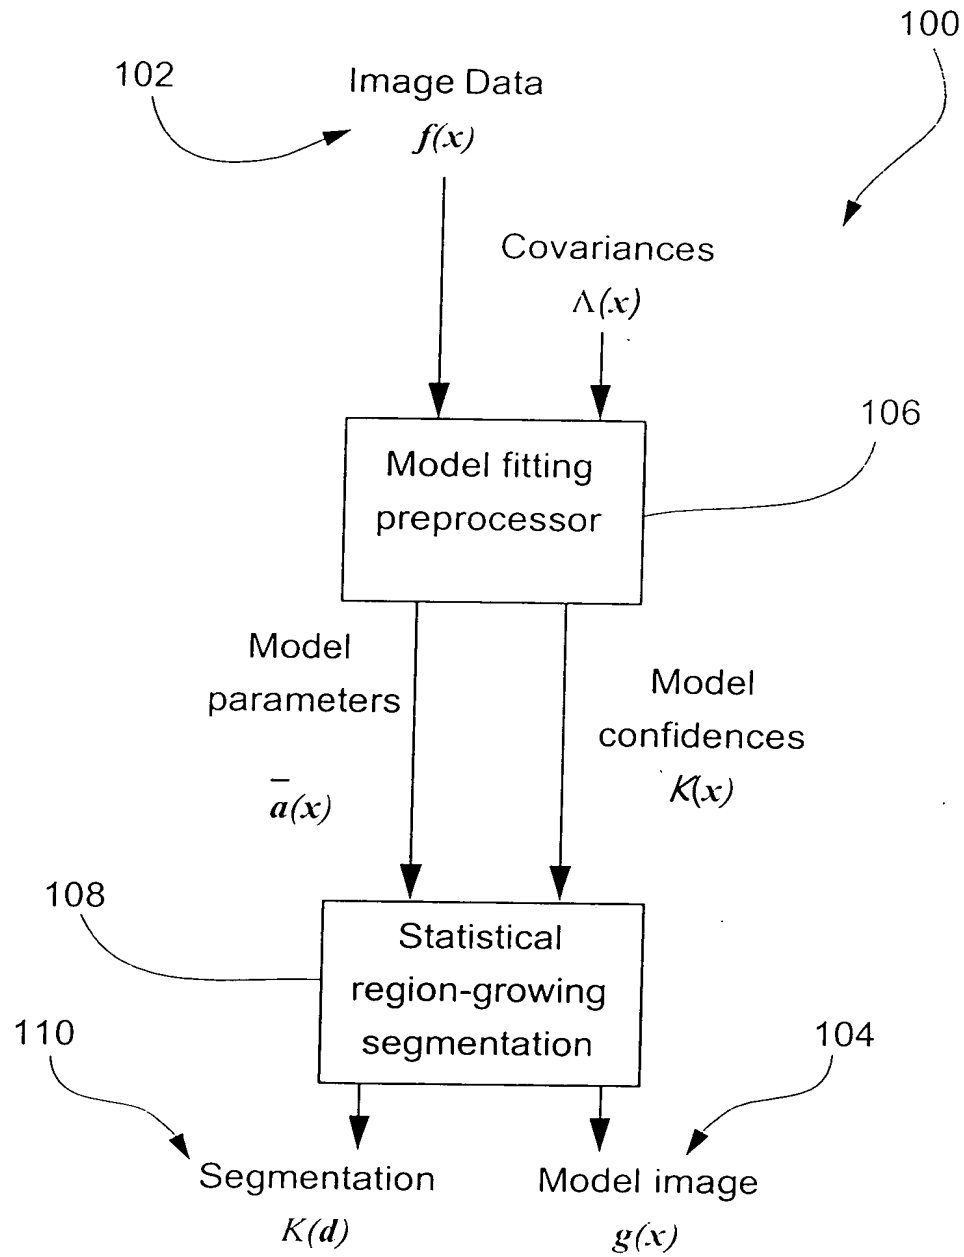 100
102
Image Data
f(x)
Covariances
Λ(x)
106
Model fitting
preprocessor
Model
parameters
a̅(x)
Model
confidences
K(x)
108
Statistical
region-growing
segmentation
110
104
Segmentation
K(d)
Model image
g(x)